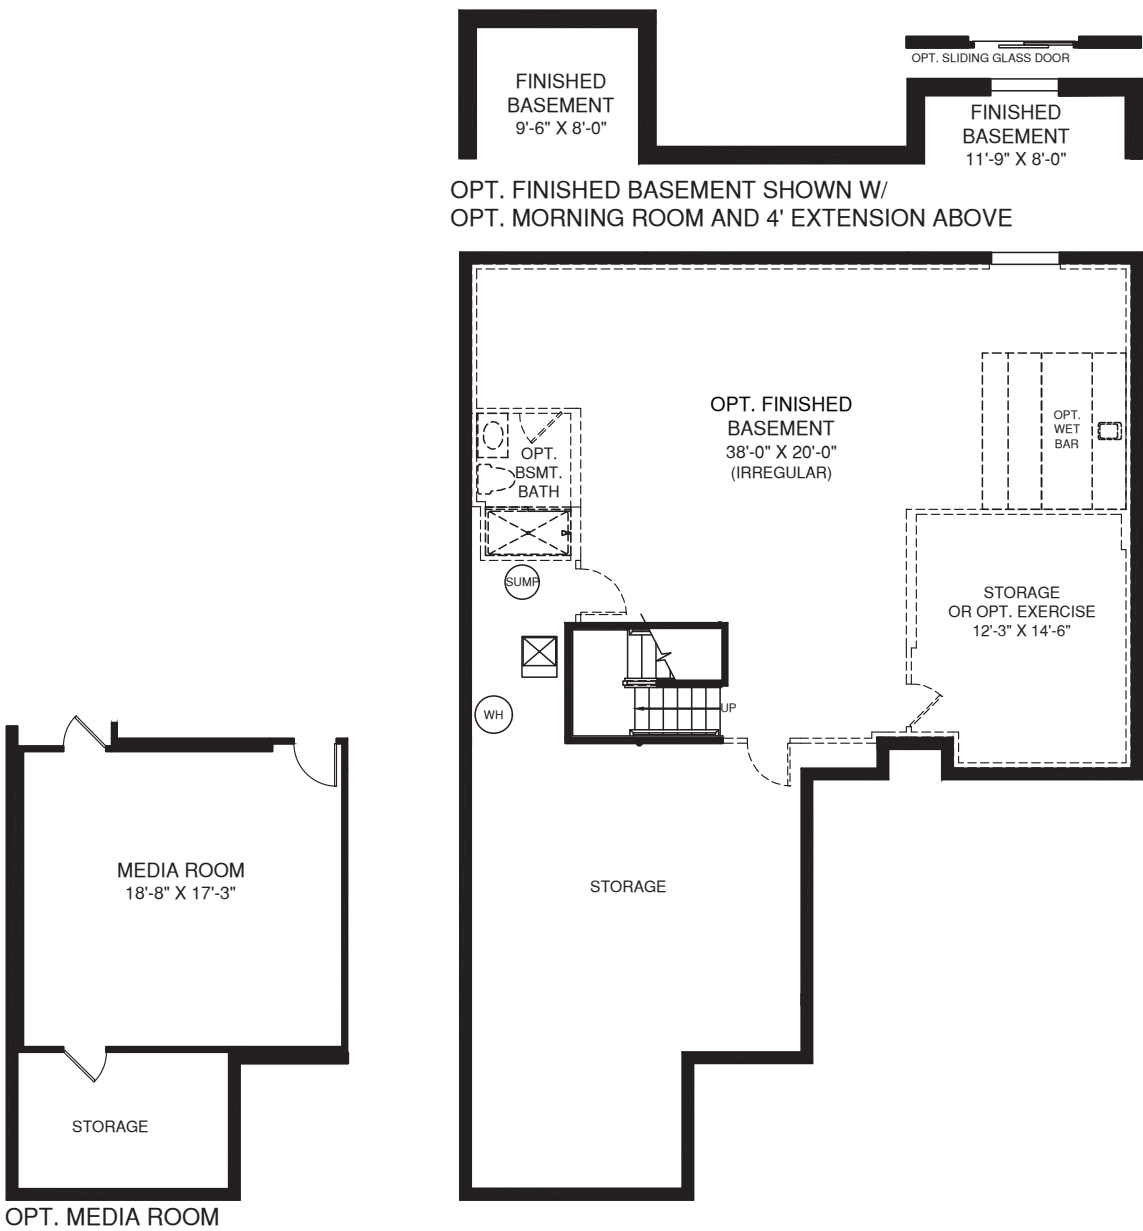 FINISHED
BASEMENT
9'-6" X 8'-0"
OPT. SLIDING GLASS DOOR
FINISHED
BASEMENT
11'-9" X 8'-0"
OPT. FINISHED BASEMENT SHOWN W/
OPT. MORNING ROOM AND 4' EXTENSION ABOVE
OPT. FINISHED
BASEMENT
38'-0" X 20'-0"
(IRREGULAR)
OPT.
WET
BAR
OPT.
BSMT.
BATH
SUMP
STORAGE
OR OPT. EXERCISE
12'-3" X 14'-6"
WH
UP
MEDIA ROOM
18'-8" X 17'-3"
STORAGE
STORAGE
OPT. MEDIA ROOM